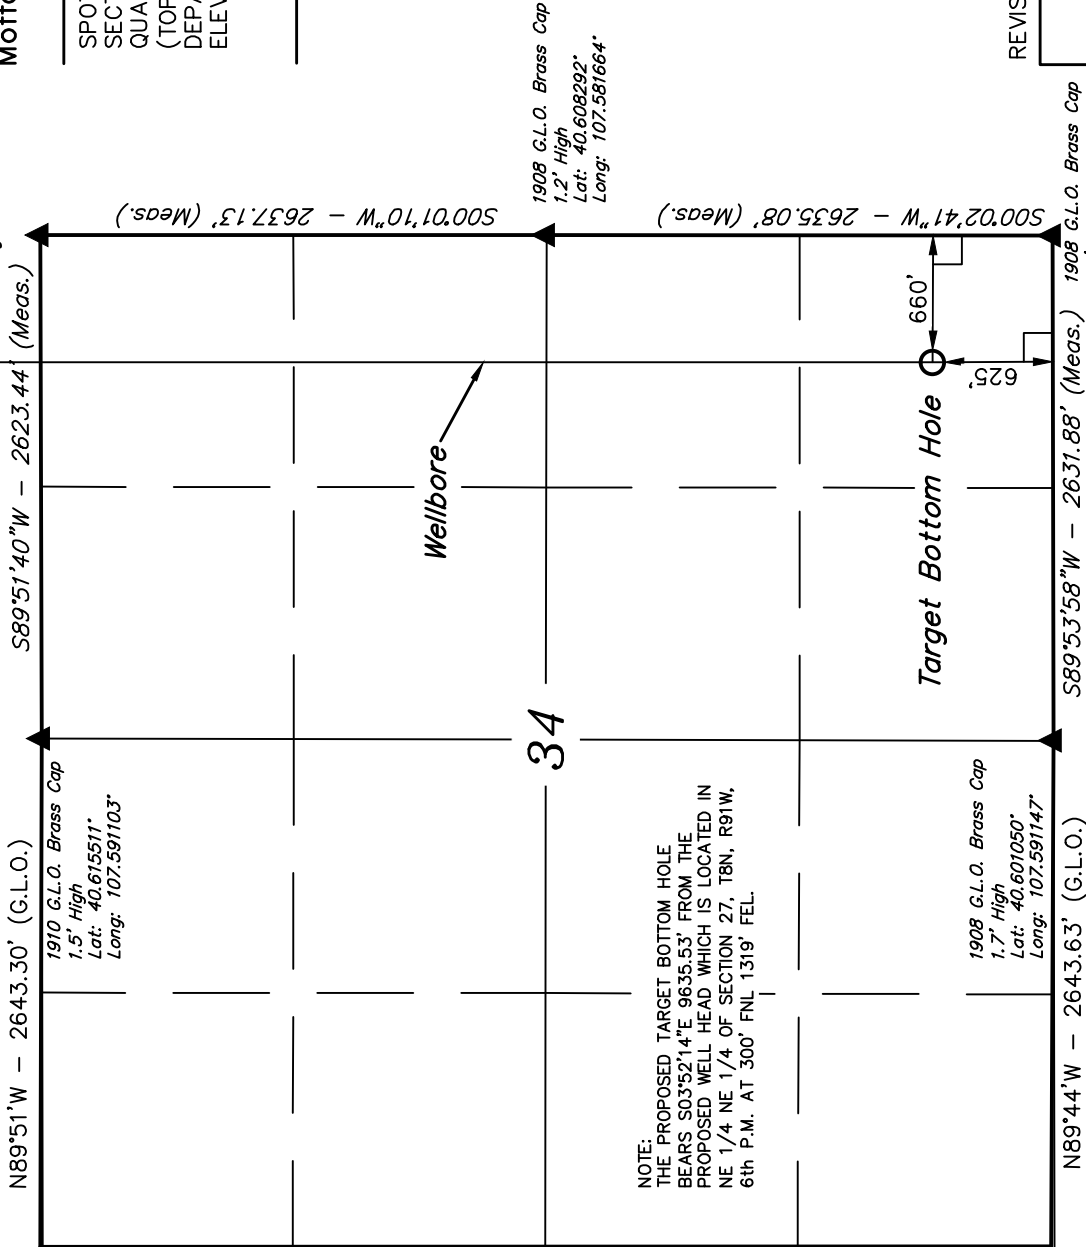 Moffa
SPOT
SECT
QUA
(TOP
DEPA
ELEV
REVIS
N89°51'W - 2643.30' (G.L.O.)
S89°51'40"W - 2623.44' (Meas.)
1910 G.L.O. Brass Cap
1.5' High
Lat: 40.615511°
Long: 107.591103°
S00°01'10"W - 2637.13' (Meas.)
1908 G.L.O. Brass Cap
1.2' High
Lat: 40.608292°
Long: 107.581664°
S00°02'41"W - 2635.08' (Meas.)
Wellbore
34
660'
625'
Target Bottom Hole
NOTE:
THE PROPOSED TARGET BOTTOM HOLE
BEARS S03°52'14"E 9635.53' FROM THE
PROPOSED WELL HEAD WHICH IS LOCATED IN
NE 1/4 NE 1/4 OF SECTION 27, T8N, R91W,
6th P.M. AT 300' FNL 1319' FEL.
1908 G.L.O. Brass Cap
1.7' High
Lat: 40.601050°
Long: 107.591147°
N89°44'W - 2643.63' (G.L.O.)
S89°53'58"W - 2631.88' (Meas.)
1908 G.L.O. Brass Cap